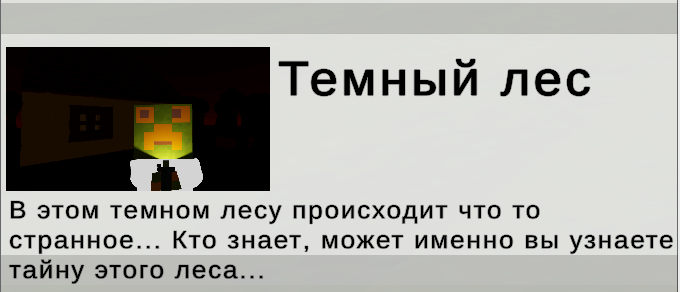 Темный лес
В этом темном лесу происходит что то
странное... Кто знает, может именно вы узнаете
тайну этого леса...